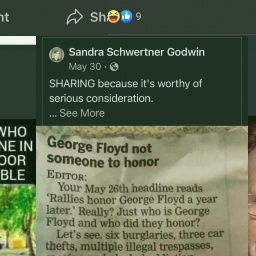 nt
Sh
9
Sandra Schwertner Godwin
May 30 ·
SHARING because it's worthy of
serious consideration.
... See More
WHO
NE IN
OOR
BLE
George Floyd not
someone to honor
EDITOR:
Your May 26th headline reads
'Rallies honor George Floyd a year
later.' Really? Just who is George
Floyd and who did they honor?
Let's see, six burglaries, three car
thefts, multiple illegal trespasses,